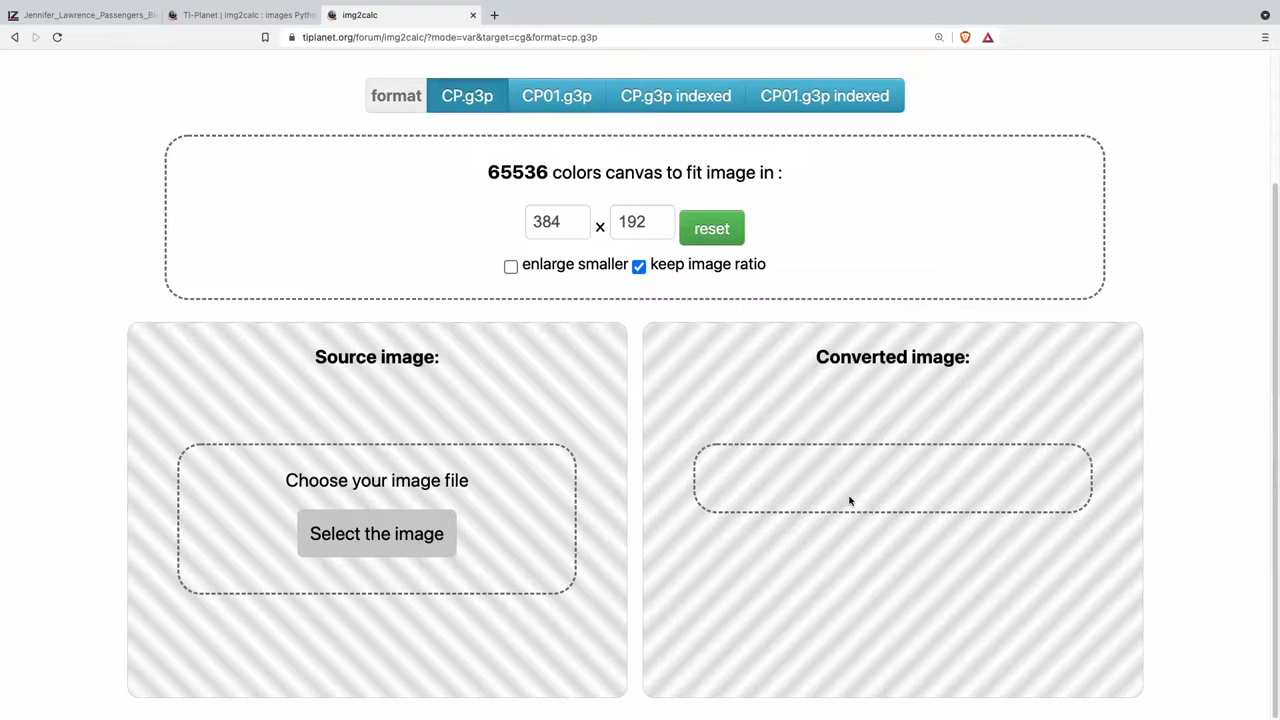 Jennifer_Lawrence_Passengers_Bl
TI-Planet | img2calc : images Pytho
img2calc
tiplanet.org/forum/img2calc/?mode=var&target=cg&format=cp.g3p
format
CP.g3p
CP01.g3p
CP.g3p indexed
CP01.g3p indexed
65536 colors canvas to fit image in :
384 × 192 reset
enlarge smaller keep image ratio
Source image:
Converted image:
Choose your image file
Select the image